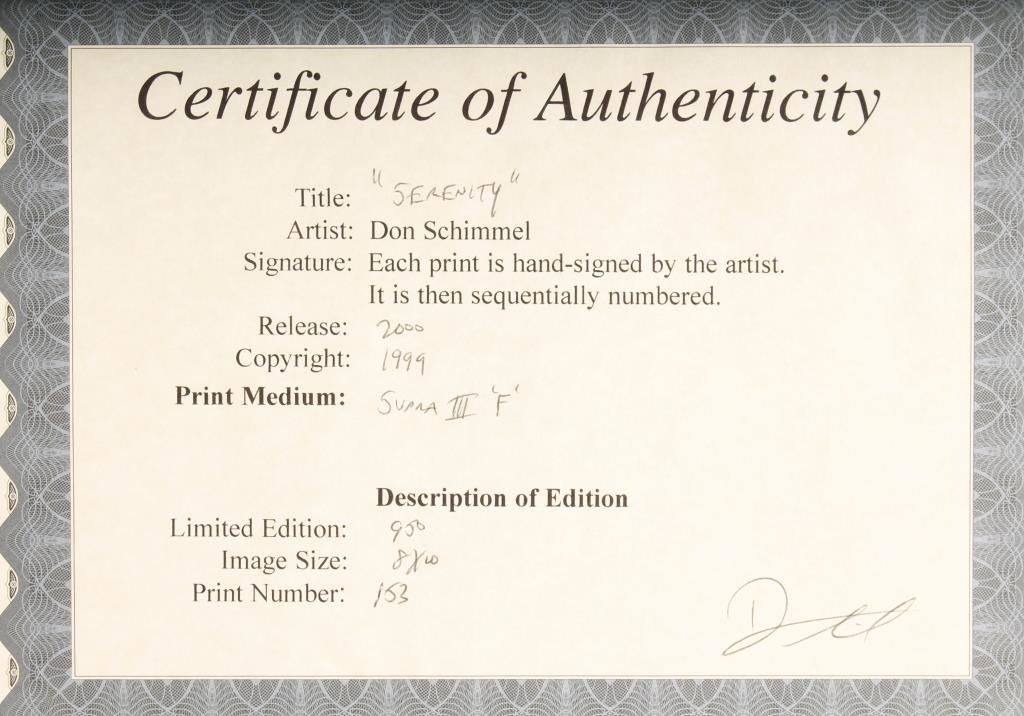 Certificate of Authenticity
Title: "SERENITY"
Artist: Don Schimmel
Signature: Each print is hand-signed by the artist.
It is then sequentially numbered.
Release: 2000
Copyright: 1999
Print Medium: SUPRA III 'F'
Description of Edition
Limited Edition: 950
Image Size: 8X10
Print Number: 153